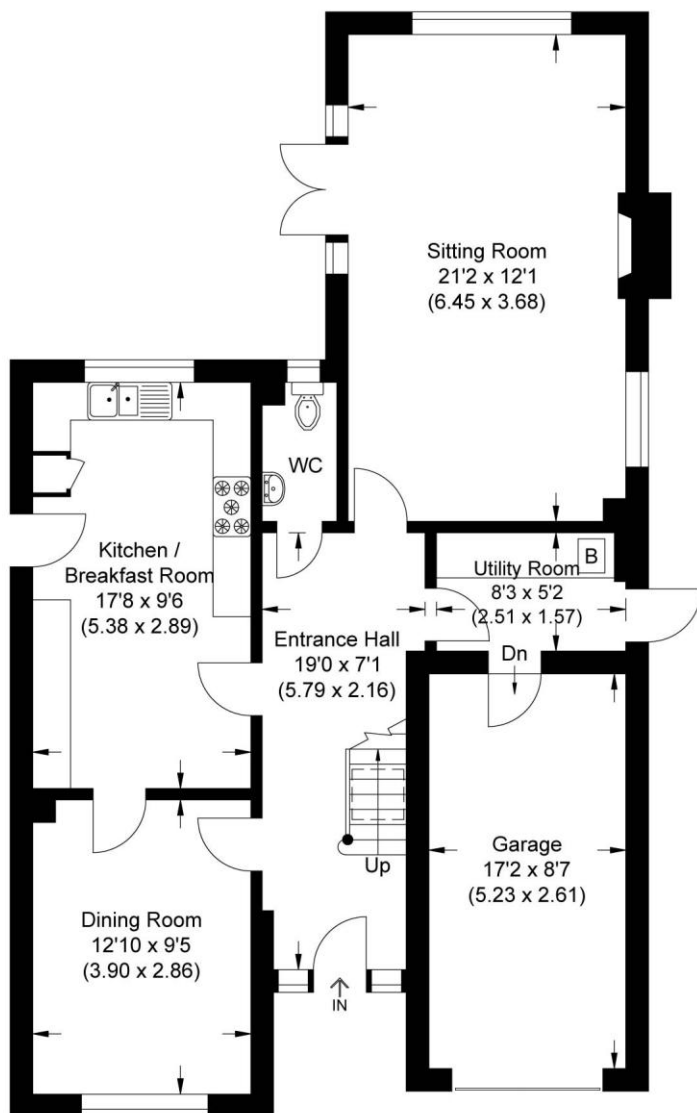 Sitting Room
21'2 x 12'1
(6.45 x 3.68)
WC
Kitchen /
Breakfast Room
17'8 x 9'6
(5.38 x 2.89)
B
Utility Room
8'3 x 5'2
(2.51 x 1.57)
Dn
Entrance Hall
19'0 x 7'1
(5.79 x 2.16)
Garage
17'2 x 8'7
(5.23 x 2.61)
Up
Dining Room
12'10 x 9'5
(3.90 x 2.86)
IN